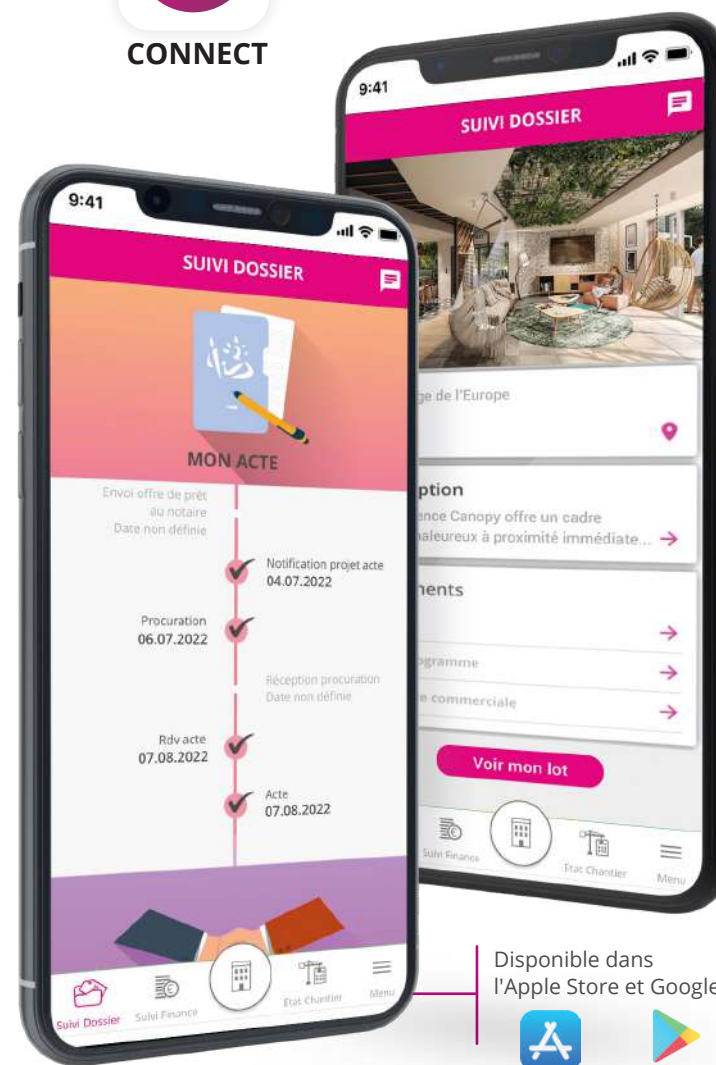 CONNECT
9:41
SUIVI DOSSIER
MON ACTE
Envoi offre de prêt
au notaire
Date non définie
Notification projet acte
04.07.2022
Procuration
06.07.2022
Réception procuration
Date non définie
Rdv acte
07.08.2022
Acte
07.08.2022
Suivi Dossier
Suivi Finance
Etat Chantier
Menu
9:41
SUIVI DOSSIER
ge de l'Europe
ption
ence Canopy offre un cadre
aleureux à proximité immédiate...
ments
ogramme
e commerciale
Voir mon lot
Suivi Finance
Etat Chantier
Menu
Disponible dans
l'Apple Store et Google